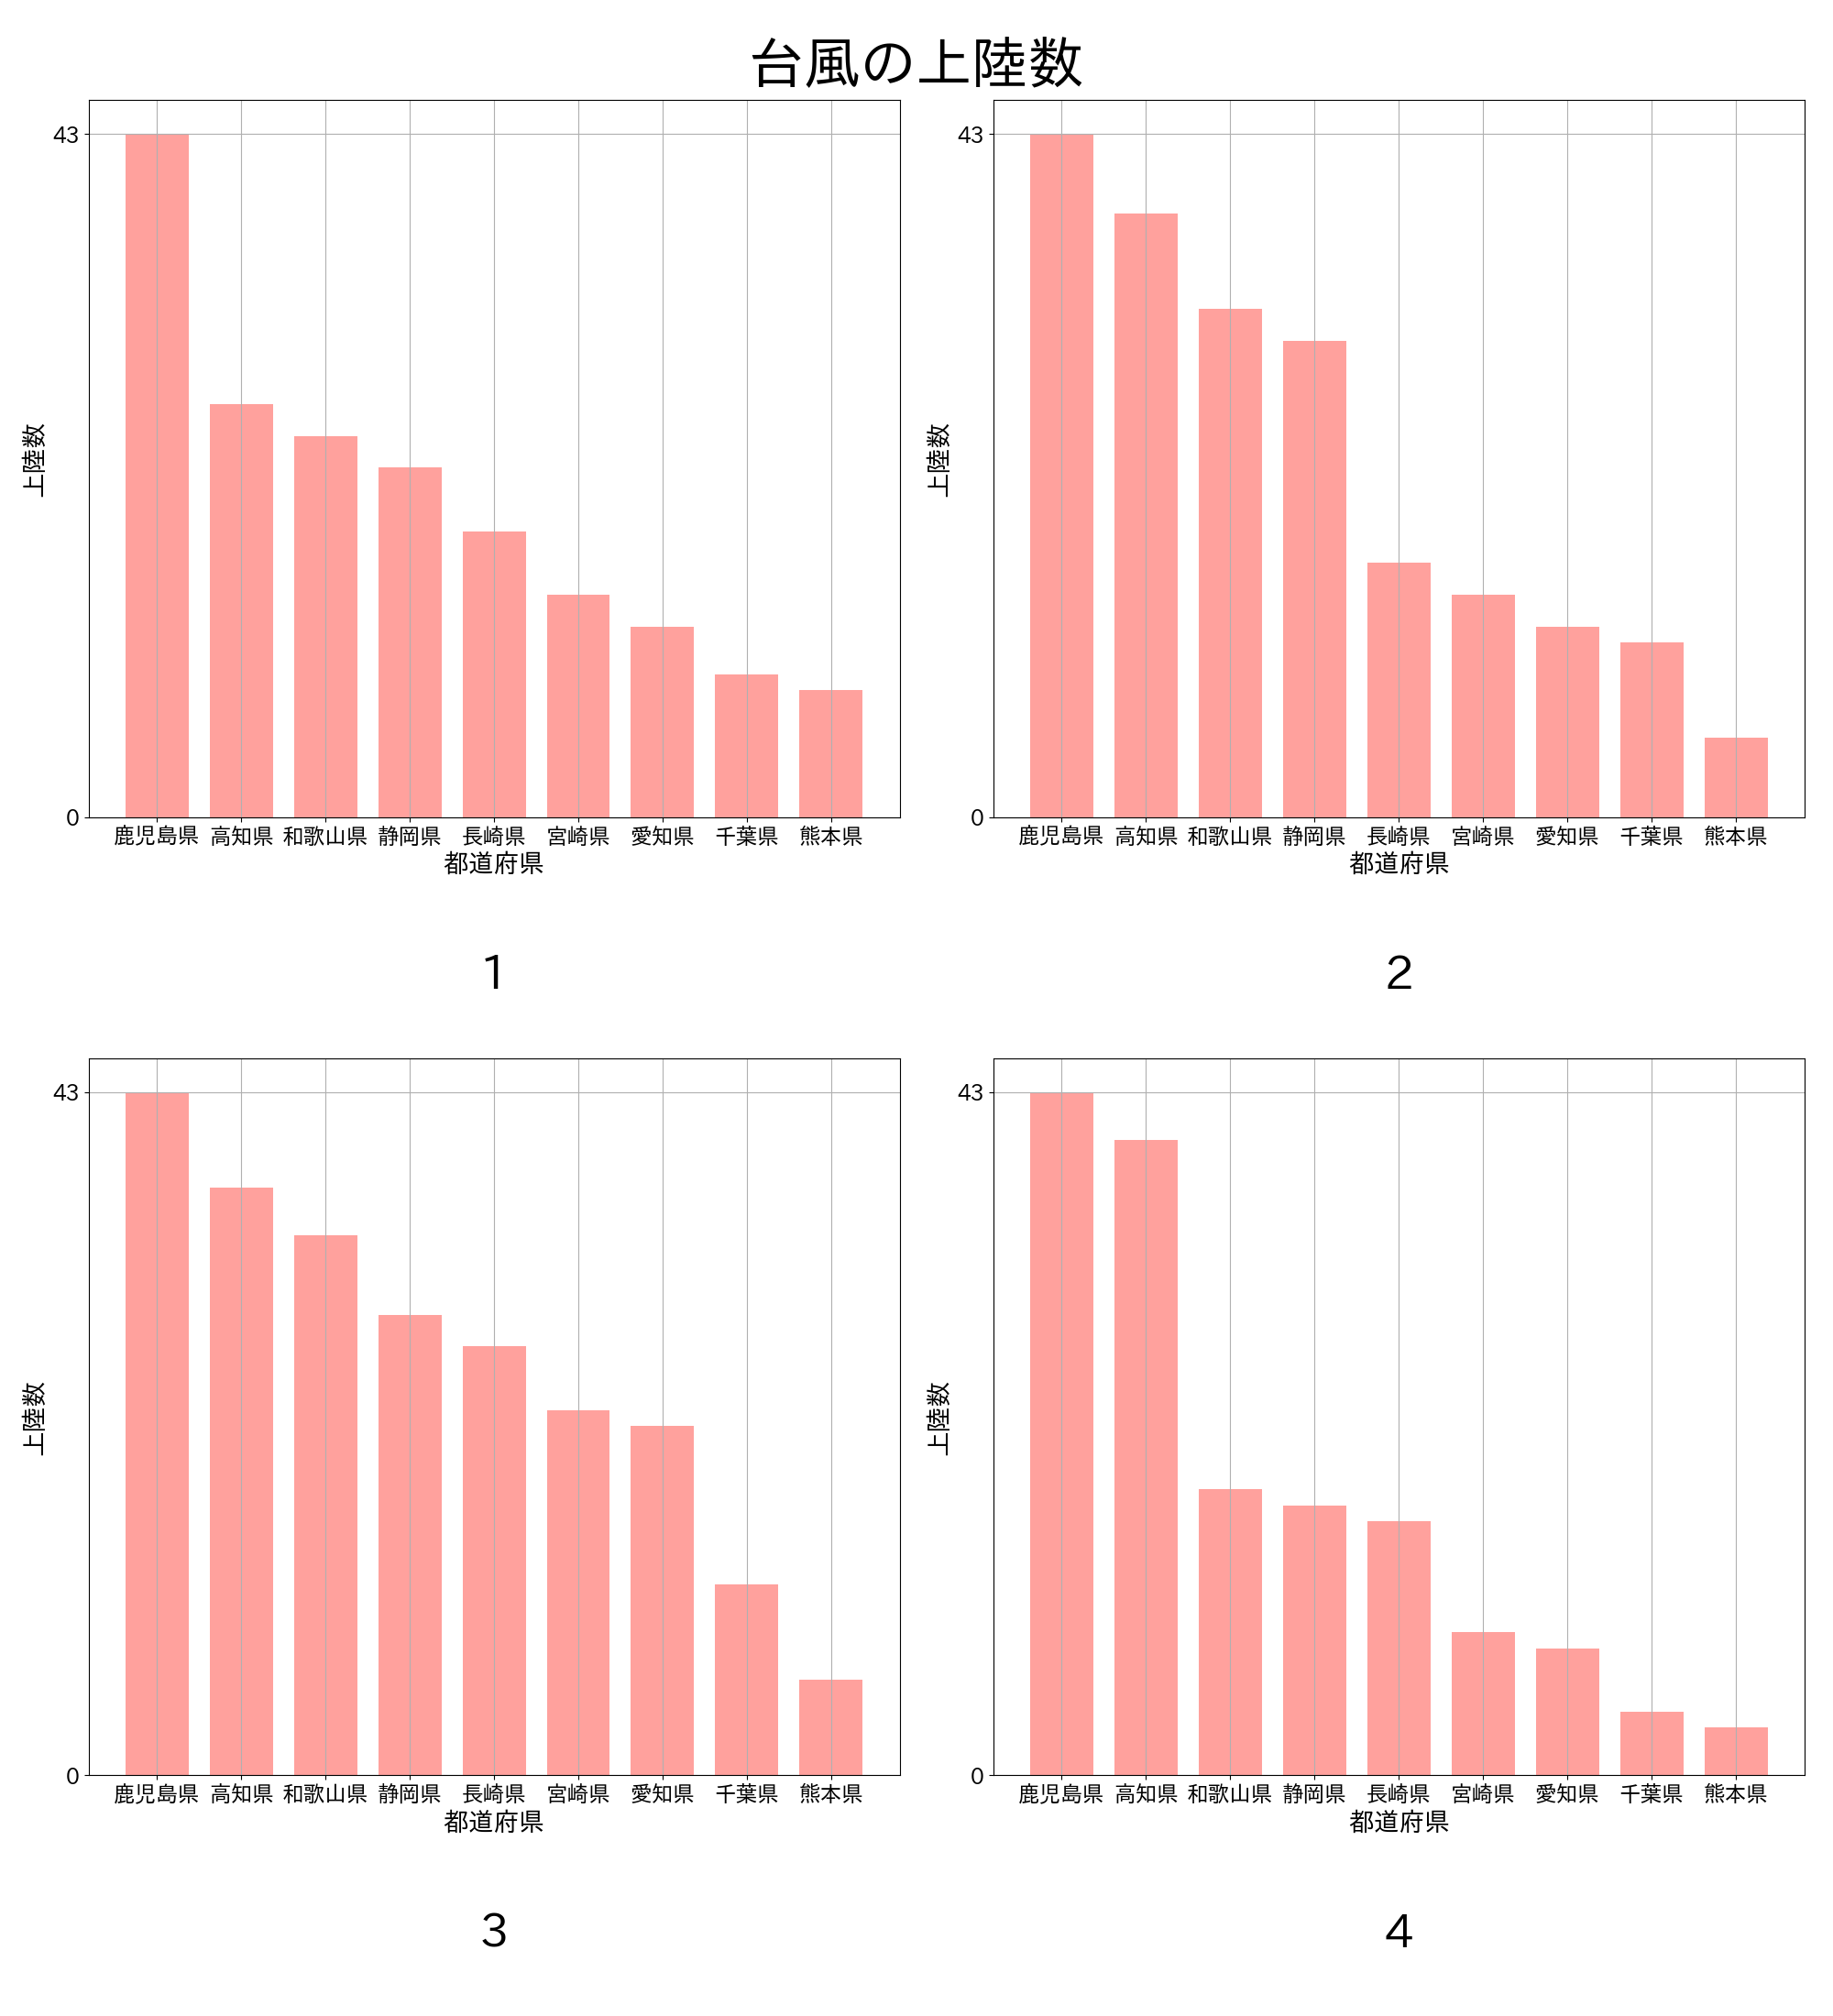 台風の上陸数
43
0
上陸数
鹿児島県 高知県 和歌山県 静岡県 長崎県 宮崎県 愛知県 千葉県 熊本県
都道府県
1
43
0
上陸数
鹿児島県 高知県 和歌山県 静岡県 長崎県 宮崎県 愛知県 千葉県 熊本県
都道府県
2
43
0
上陸数
鹿児島県 高知県 和歌山県 静岡県 長崎県 宮崎県 愛知県 千葉県 熊本県
都道府県
3
43
0
上陸数
鹿児島県 高知県 和歌山県 静岡県 長崎県 宮崎県 愛知県 千葉県 熊本県
都道府県
4